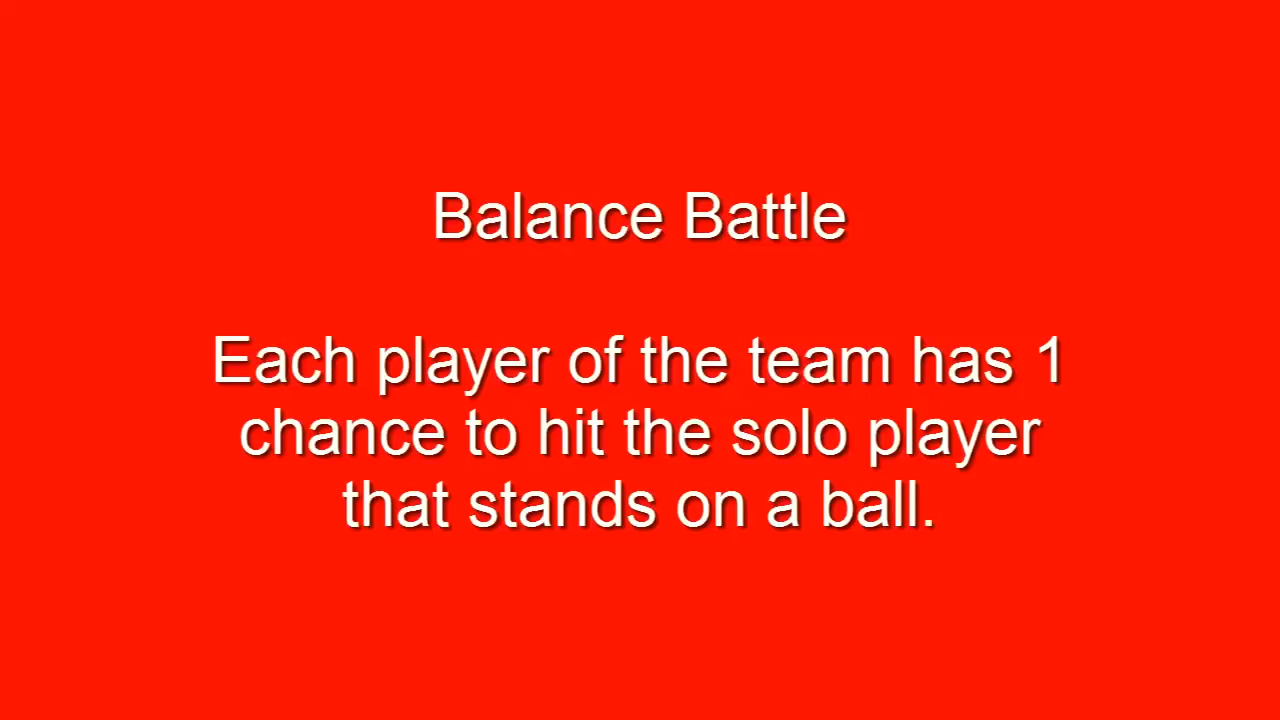 Balance Battle
Each player of the team has 1
chance to hit the solo player
that stands on a ball.